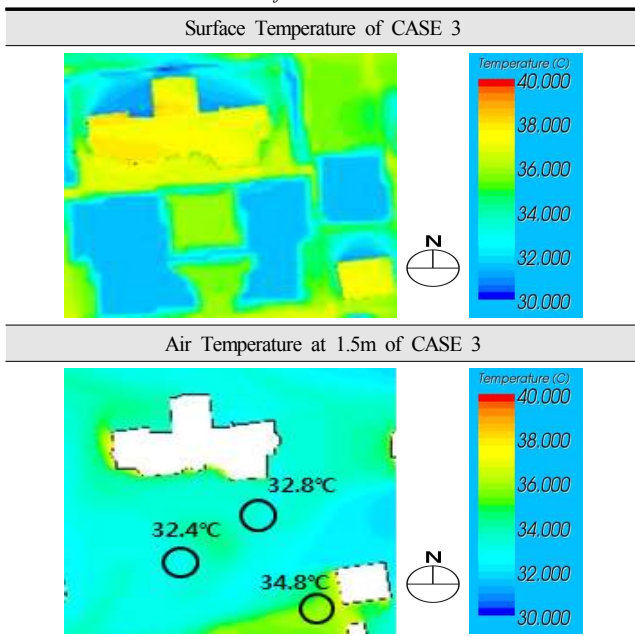 Surface Temperature of CASE 3
Temperature (C)
40.000
38.000
36.000
34.000
32.000
30.000
N
Air Temperature at 1.5m of CASE 3
32.8℃
32.4℃
34.8℃
Temperature (C)
40.000
38.000
36.000
34.000
32.000
30.000
N